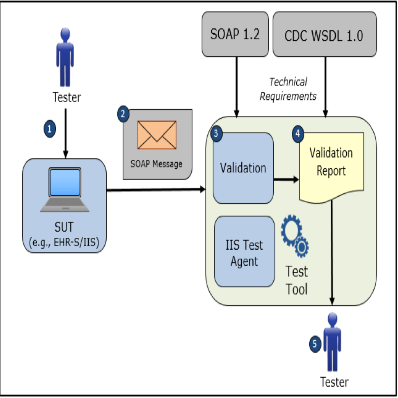 SOAP 1.2
CDC WSDL 1.0
Technical
Requirements
Tester
1
2
SOAP Message
SUT
(e.g., EHR-S/IIS)
3
Validation
4
Validation
Report
IIS Test
Agent
Test
Tool
5
Tester